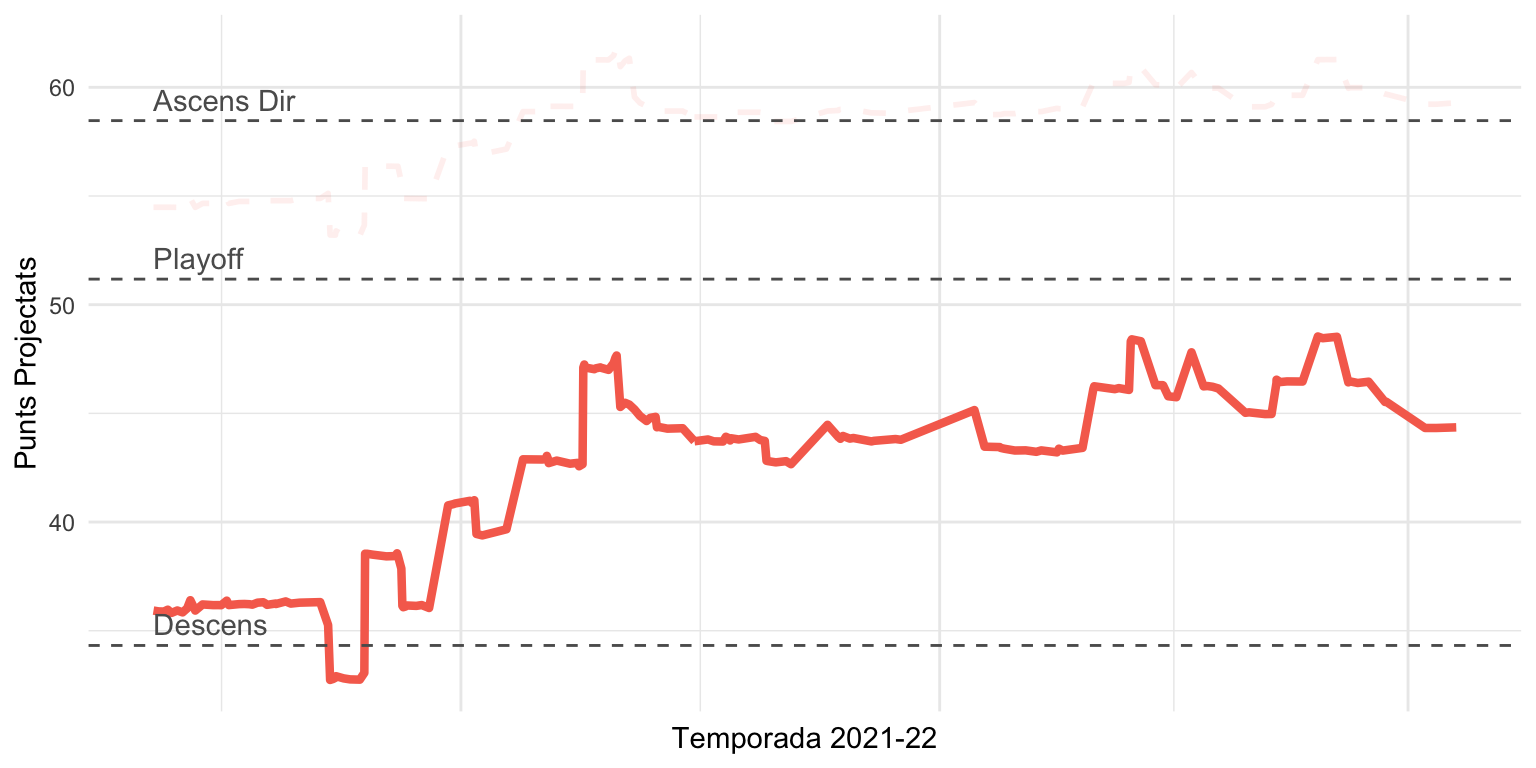 60
Ascens Dir
Playoff
50
Punts Projectats
40
Descens
Temporada 2021-22